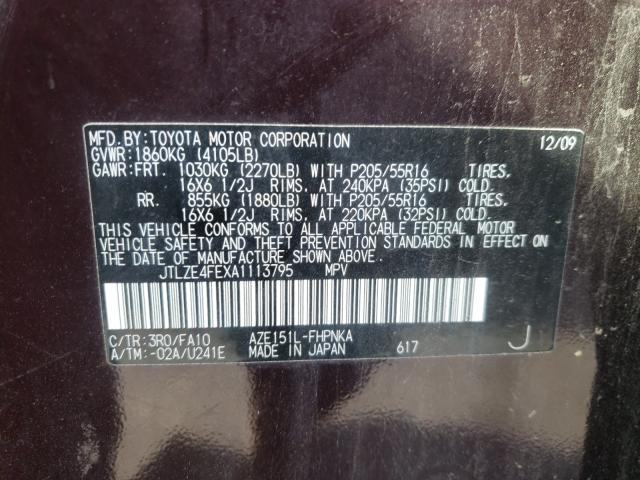 MFD.BY:TOYOTA MOTOR CORPORATION 12/09
GVWR:1860KG (4105LB)
GAWR:FRT. 1030KG (2270LB) WITH P205/55R16 TIRES,
16X6 1/2J RIMS, AT 240KPA (35PSI) COLD.
RR. 855KG (1880LB) WITH P205/55R16 TIRES,
16X6 1/2J RIMS, AT 220KPA (32PSI) COLD.
THIS VEHICLE CONFORMS TO ALL APPLICABLE FEDERAL MOTOR
VEHICLE SAFETY AND THEFT PREVENTION STANDARDS IN EFFECT ON
THE DATE OF MANUFACTURE SHOWN ABOVE.
JTLZE4FEXA1113795 MPV
C/TR:3R0/FA10 AZE151L-FHPNKA
A/TM:-02A/U241E MADE IN JAPAN 617 J